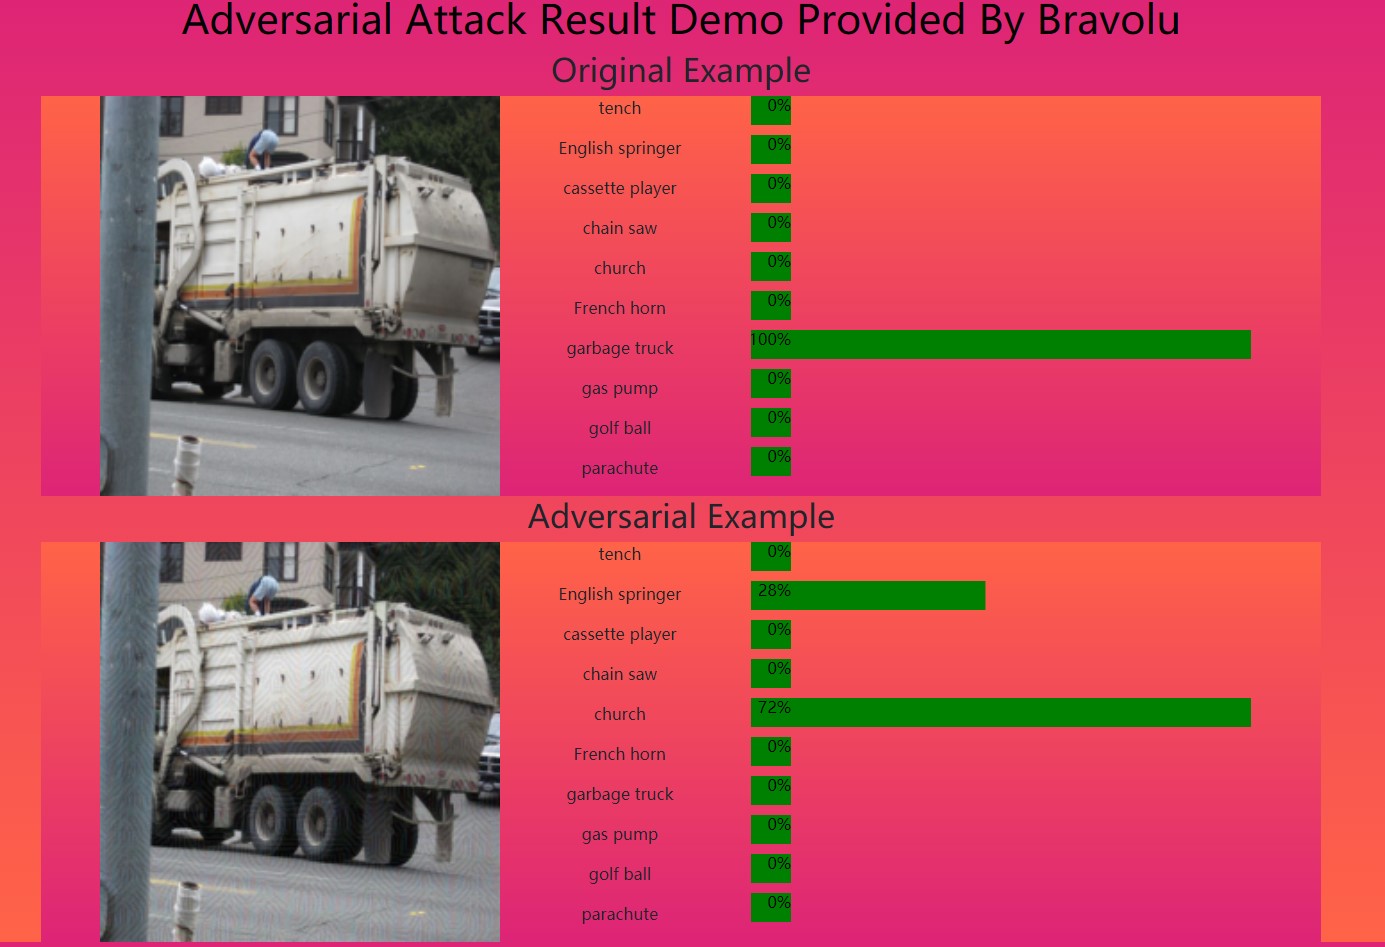 Adversarial Attack Result Demo Provided By Bravolu
Original Example
tench 0%
English springer 0%
cassette player 0%
chain saw 0%
church 0%
French horn 0%
garbage truck 100%
gas pump 0%
golf ball 0%
parachute 0%
Adversarial Example
tench 0%
English springer 28%
cassette player 0%
chain saw 0%
church 72%
French horn 0%
garbage truck 0%
gas pump 0%
golf ball 0%
parachute 0%